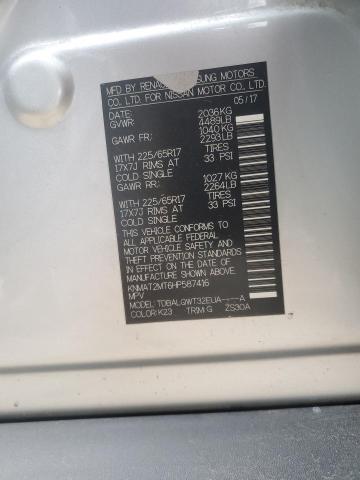 MFD BY RENAU SUNG MOTORS
CO. LTD. FOR NISSAN MOTOR CO., LTD.
DATE: 05/17
GVWR: 2036KG
4489LB
GAWR FR: 1040 KG
2293LB
WITH 225/65R17 TIRES
17X7J RIMS AT 33 PSI
COLD SINGLE
GAWR RR: 1027 KG
2264LB
WITH 225/65R17 TIRES
17X7J RIMS AT 33 PSI
COLD SINGLE
THIS VEHICLE CONFORMS TO
ALL APPLICABLE FEDERAL
MOTOR VEHICLE SAFETY AND
THEFT PREVENTION STANDARDS
IN EFFECT ON THE DATE OF
MANUFACTURE SHOWN ABOVE.
KNMAT2MT6HP587416
MPV
MODEL: TDBALQWT32EUA----A
COLOR:K23 TRIM:G ZS30A